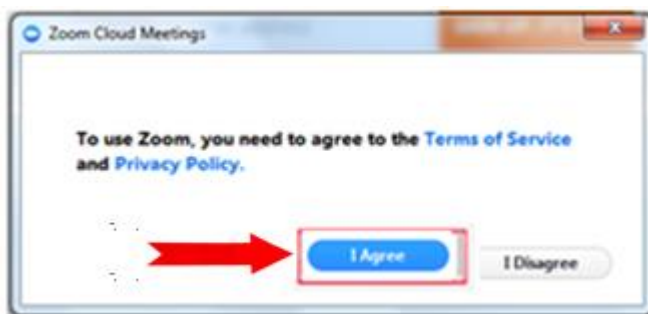 Zoom Cloud Meetings
To use Zoom, you need to agree to the Terms of Service
and Privacy Policy.
I Agree
I Disagree